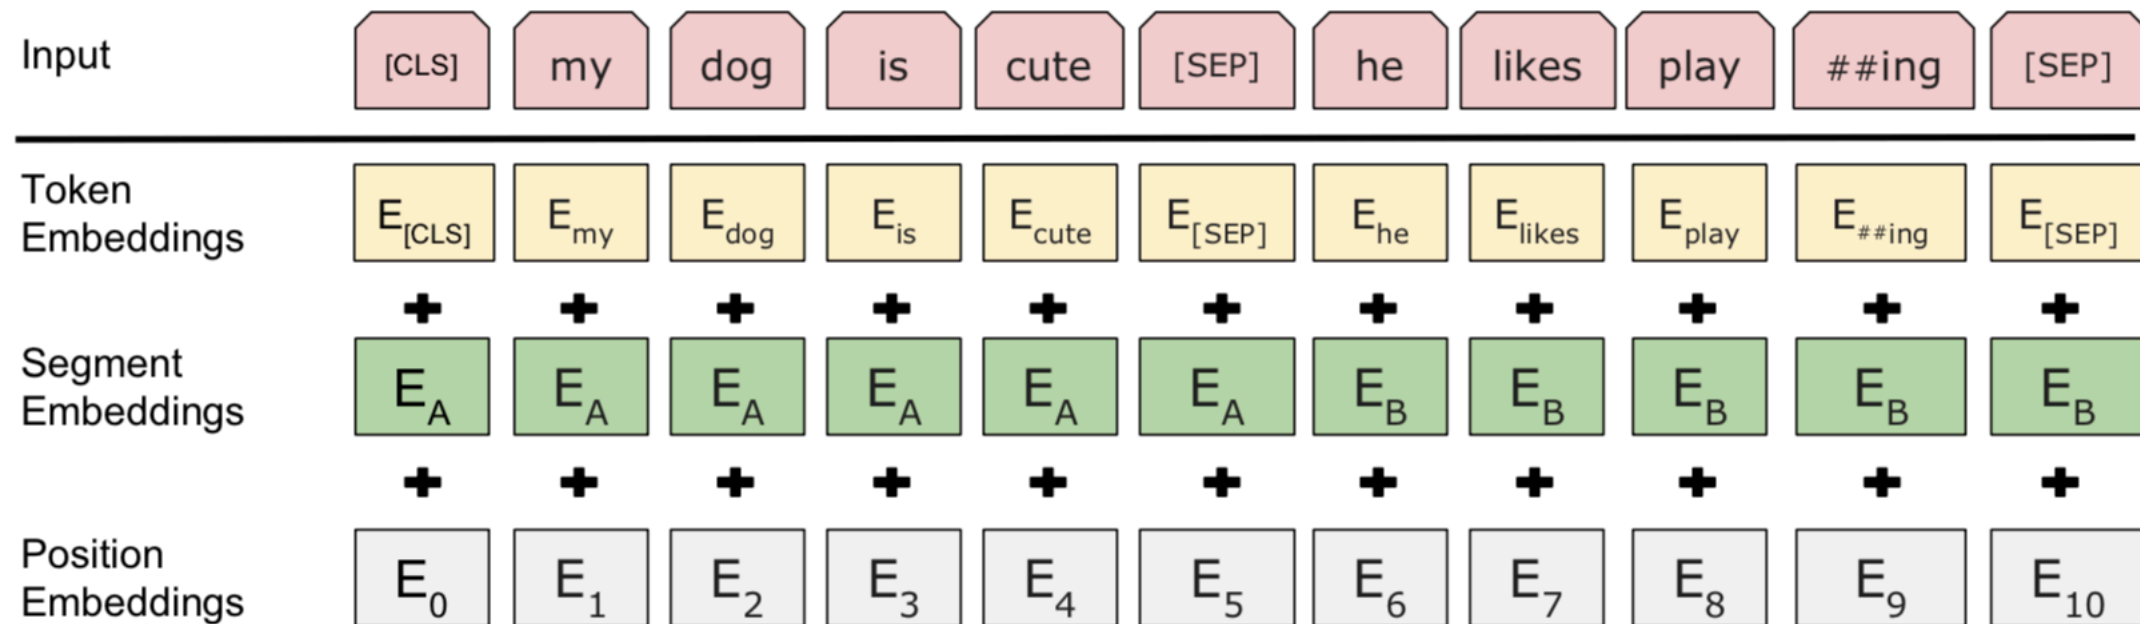 Input [CLS] my dog is cute [SEP] he likes play ##ing [SEP]
Token
Embeddings E[CLS] Emy Edog Eis Ecute E[SEP] Ehe Elikes Eplay E##ing E[SEP]
+ + + + + + + + + + +
Segment
Embeddings EA EA EA EA EA EA EB EB EB EB EB
+ + + + + + + + + + +
Position
Embeddings E0 E1 E2 E3 E4 E5 E6 E7 E8 E9 E10